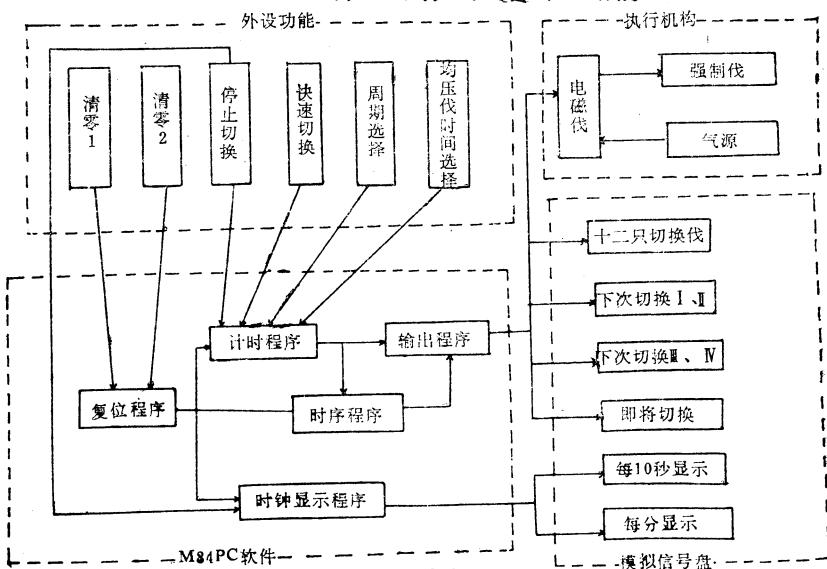 外设功能
执行机构
清零1
清零2
停止切换
快速切换
周期选择
均压伐时间选择
电磁伐
强制伐
气源
十二只切换伐
下次切换Ⅰ、Ⅱ
下次切换Ⅲ、Ⅳ
即将切换
计时程序
输出程序
复位程序
时序程序
时钟显示程序
每10秒显示
每分显示
M84PC软件
模拟信号盘